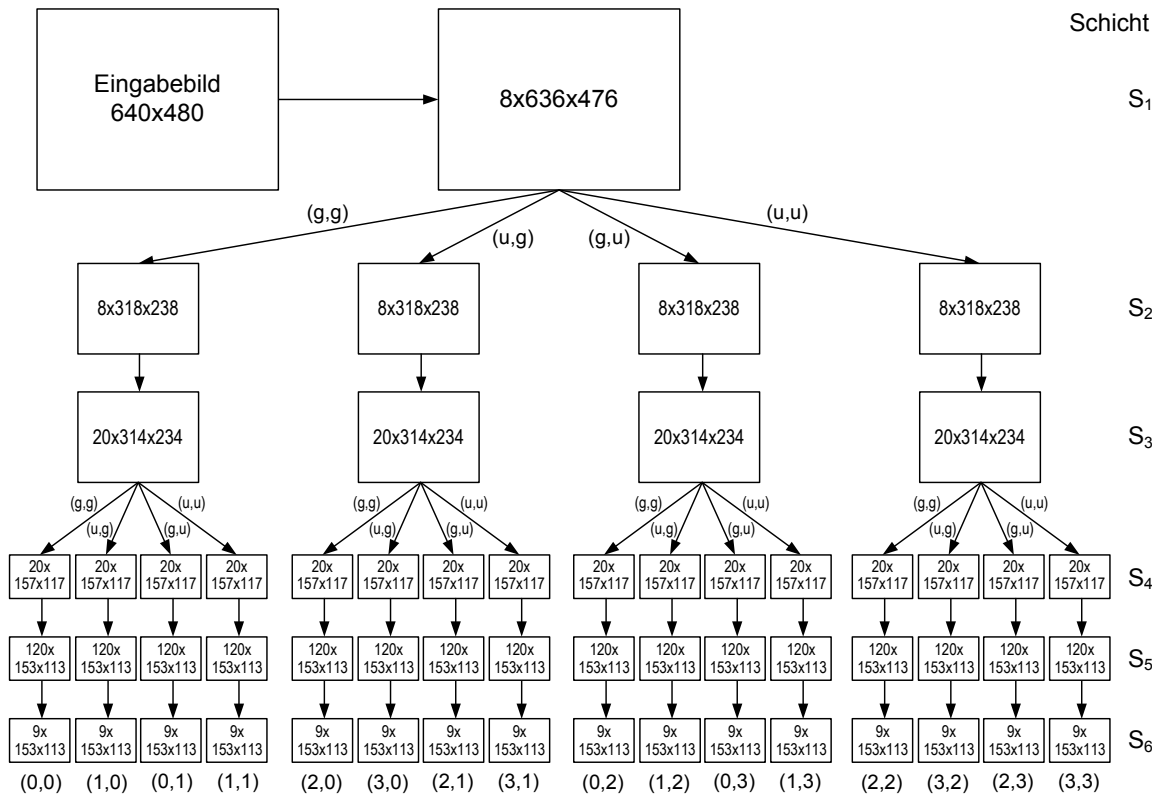 Schicht
Eingabebild
640x480
8x636x476
S1
(g,g)
(u,g)
(g,u)
(u,u)
8x318x238
8x318x238
8x318x238
8x318x238
S2
20x314x234
20x314x234
20x314x234
20x314x234
S3
(g,g)
(u,g)
(g,u)
(u,u)
(g,g)
(u,g)
(g,u)
(u,u)
(g,g)
(u,g)
(g,u)
(u,u)
(g,g)
(u,g)
(g,u)
(u,u)
20x
157x117
20x
157x117
20x
157x117
20x
157x117
20x
157x117
20x
157x117
20x
157x117
20x
157x117
20x
157x117
20x
157x117
20x
157x117
20x
157x117
20x
157x117
20x
157x117
20x
157x117
20x
157x117
S4
120x
153x113
120x
153x113
120x
153x113
120x
153x113
120x
153x113
120x
153x113
120x
153x113
120x
153x113
120x
153x113
120x
153x113
120x
153x113
120x
153x113
120x
153x113
120x
153x113
120x
153x113
120x
153x113
S5
9x
153x113
9x
153x113
9x
153x113
9x
153x113
9x
153x113
9x
153x113
9x
153x113
9x
153x113
9x
153x113
9x
153x113
9x
153x113
9x
153x113
9x
153x113
9x
153x113
9x
153x113
9x
153x113
S6
(0,0) (1,0) (0,1) (1,1) (2,0) (3,0) (2,1) (3,1) (0,2) (1,2) (0,3) (1,3) (2,2) (3,2) (2,3) (3,3)